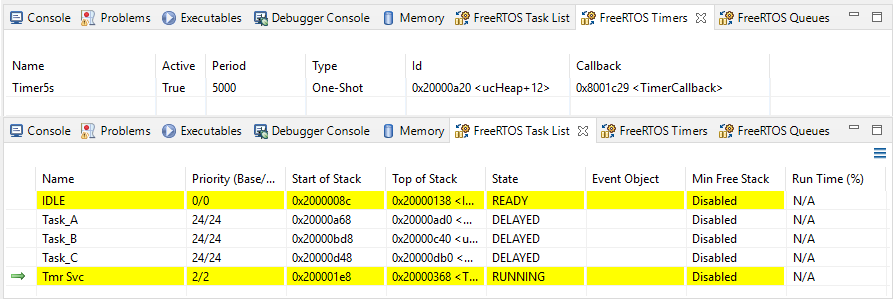 Console Problems Executables Debugger Console Memory FreeRTOS Task List FreeRTOS Timers FreeRTOS Queues
Name Active Period Type Id Callback
Timer5s True 5000 One-Shot 0x20000a20 <ucHeap+12> 0x8001c29 <TimerCallback>
Console Problems Executables Debugger Console Memory FreeRTOS Task List FreeRTOS Timers FreeRTOS Queues
Name Priority (Base/... Start of Stack Top of Stack State Event Object Min Free Stack Run Time (%)
IDLE 0/0 0x2000008c 0x20000138 <I... READY Disabled N/A
Task_A 24/24 0x20000a68 0x20000ad0 <... DELAYED Disabled N/A
Task_B 24/24 0x20000bd8 0x20000c40 <u... DELAYED Disabled N/A
Task_C 24/24 0x20000d48 0x20000db0 <... DELAYED Disabled N/A
Tmr Svc 2/2 0x200001e8 0x20000368 <T... RUNNING Disabled N/A